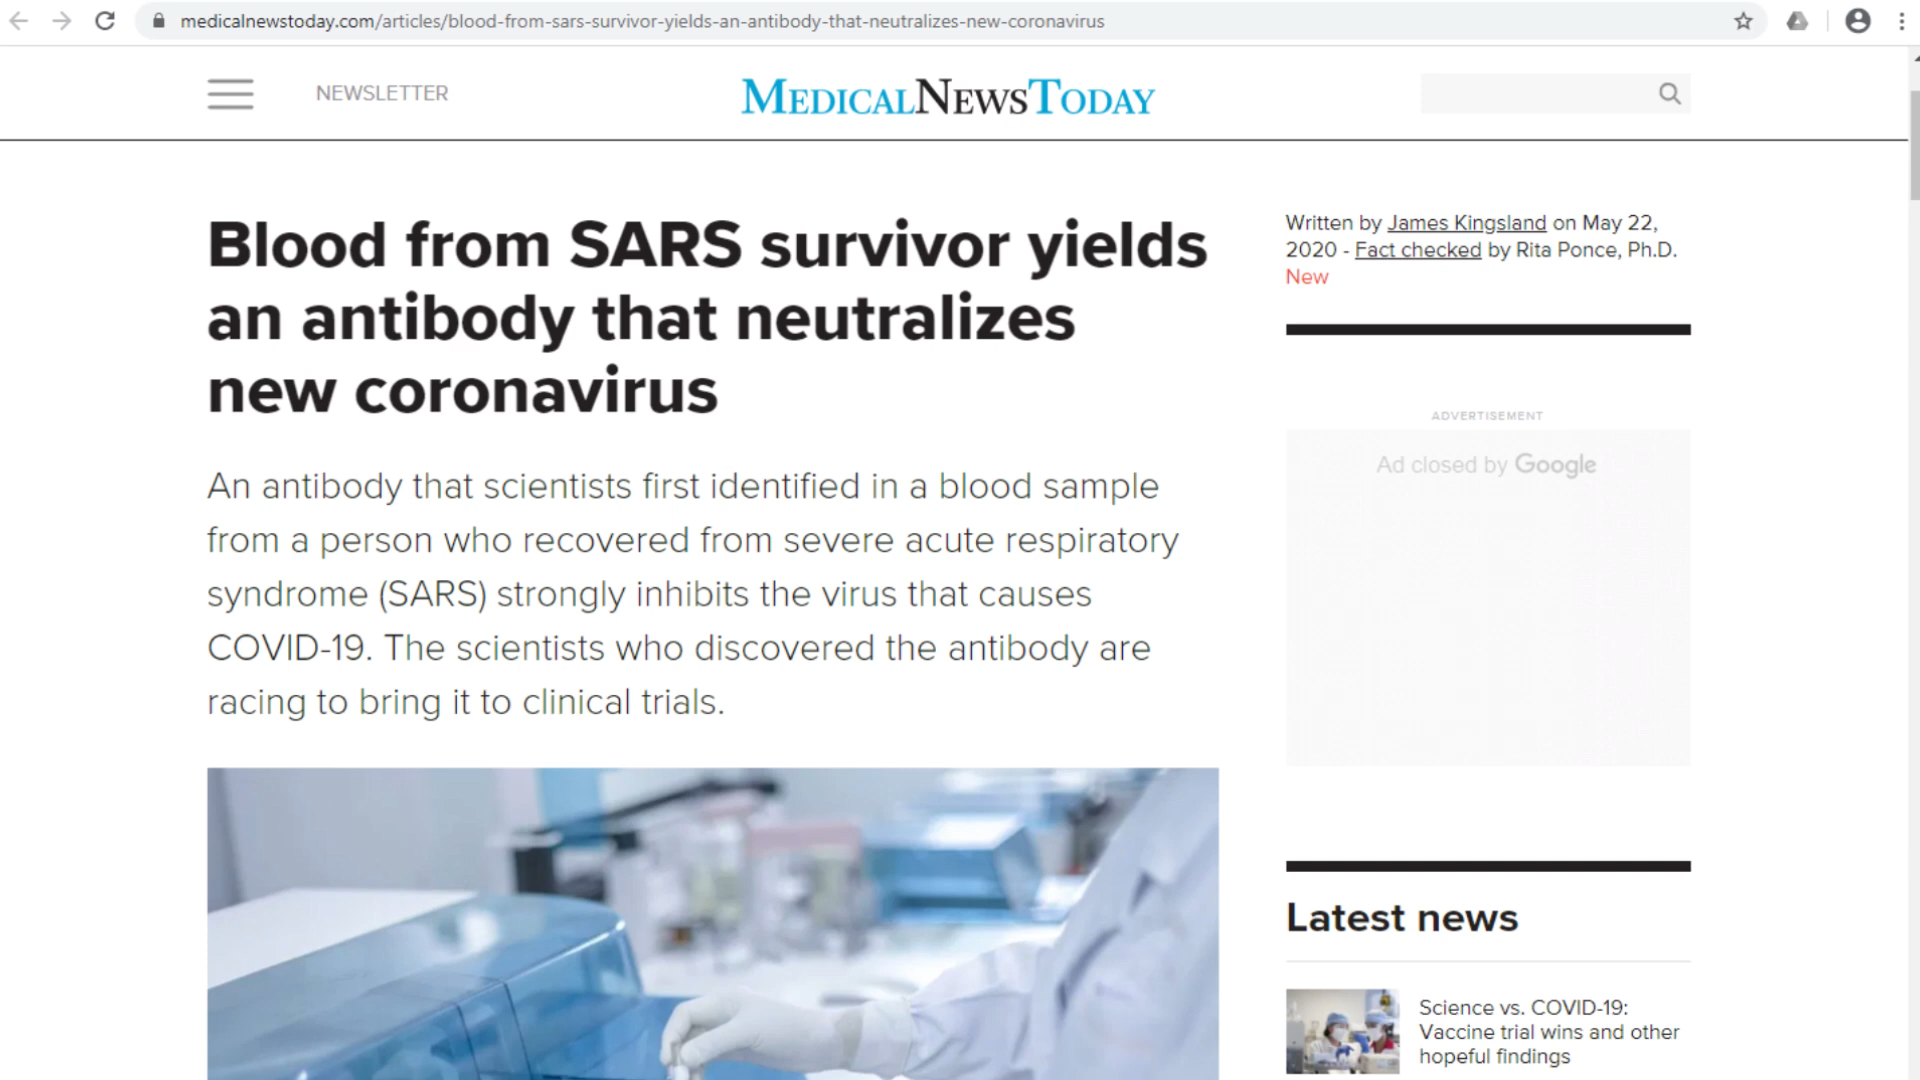 medicalnewstoday.com/articles/blood-from-sars-survivor-yields-an-antibody-that-neutralizes-new-coronavirus
NEWSLETTER
MEDICALNEWSTODAY
Blood from SARS survivor yields
an antibody that neutralizes
new coronavirus
An antibody that scientists first identified in a blood sample
from a person who recovered from severe acute respiratory
syndrome (SARS) strongly inhibits the virus that causes
COVID-19. The scientists who discovered the antibody are
racing to bring it to clinical trials.
Written by James Kingsland on May 22,
2020 - Fact checked by Rita Ponce, Ph.D.
New
ADVERTISEMENT
Ad closed by Google
Latest news
Science vs. COVID-19:
Vaccine trial wins and other
hopeful findings